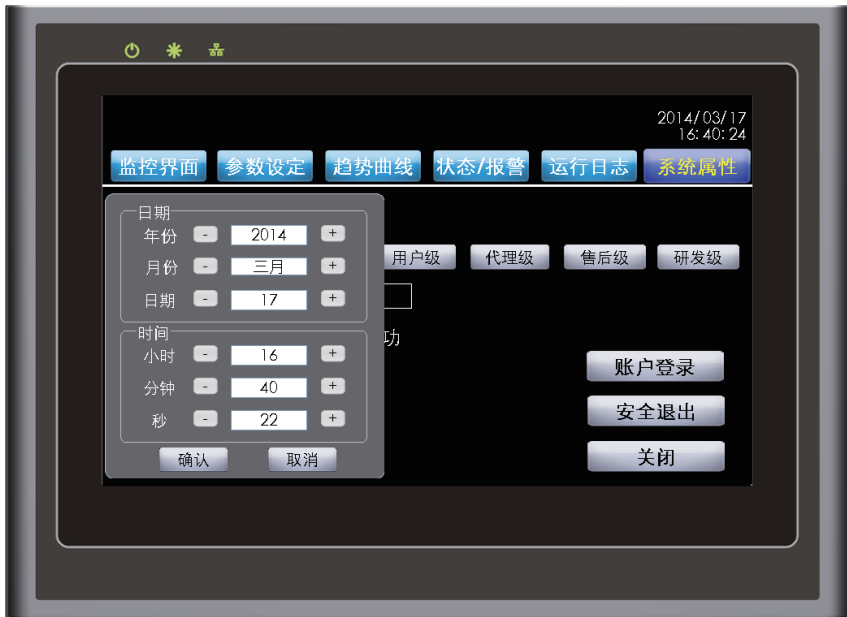 2014/03/17
16:40:24
监控界面 参数设定 趋势曲线 状态/报警 运行日志 系统属性
日期
年份 - 2014 +
月份 - 三月 +
日期 - 17 +
用户级 代理级 售后级 研发级
时间
小时 - 16 +
分钟 - 40 +
秒 - 22 +
确认 取消
功
账户登录
安全退出
关闭